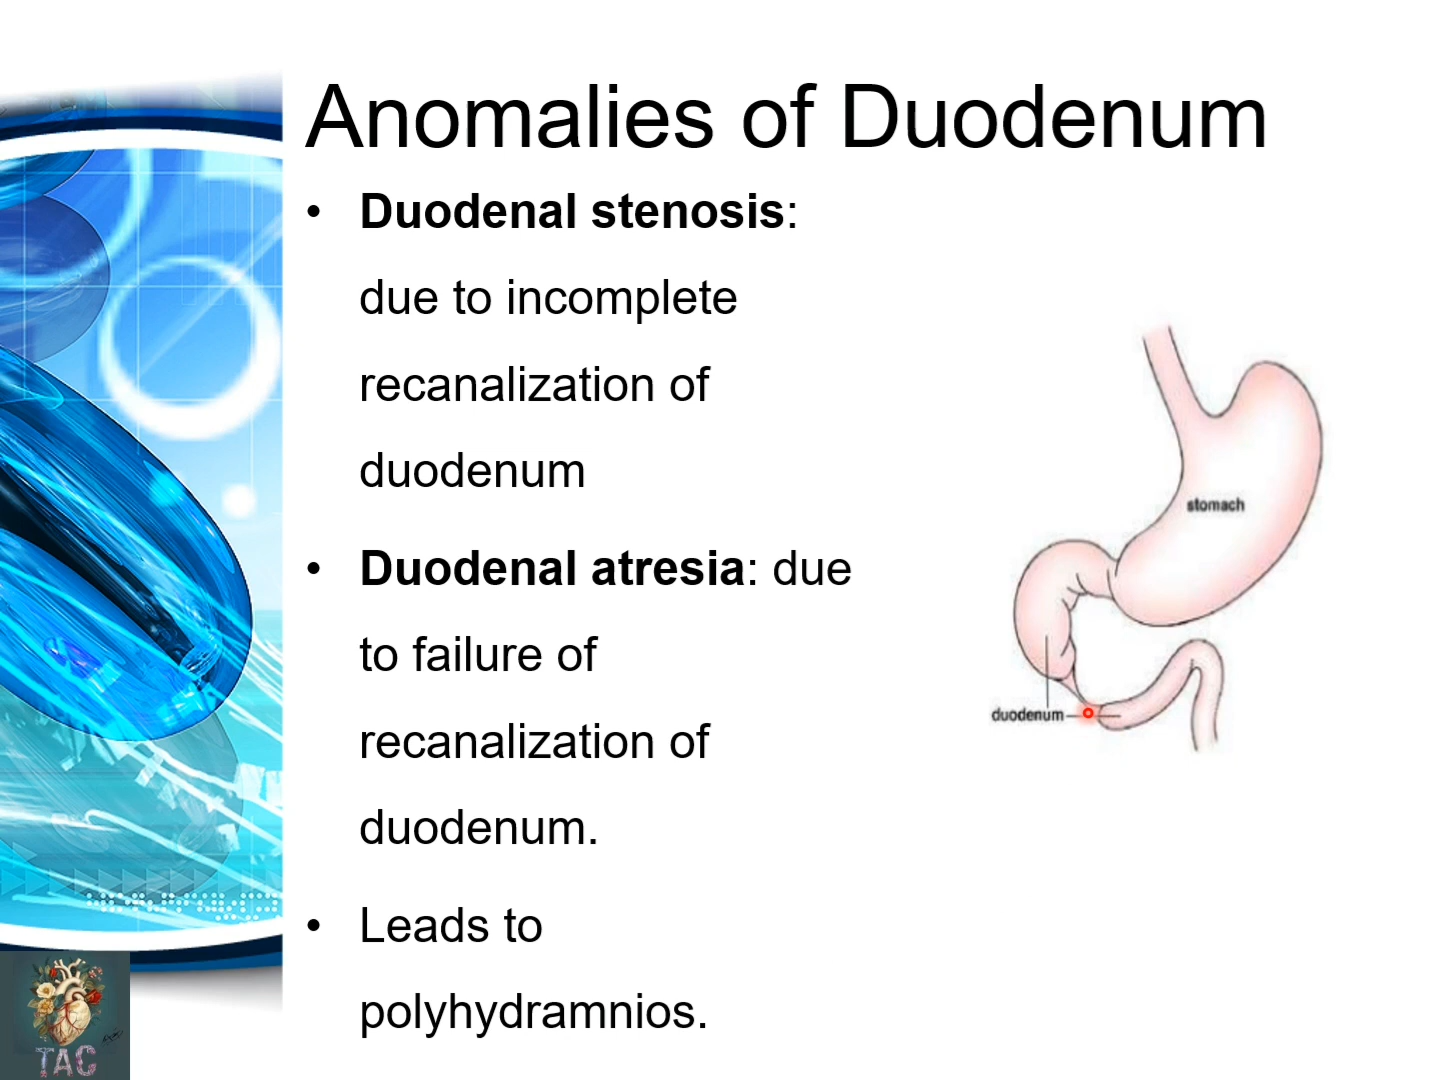 Anomalies of Duodenum
• Duodenal stenosis:
due to incomplete
recanalization of
duodenum
• Duodenal atresia: due
to failure of
recanalization of
duodenum.
• Leads to
polyhydramnios.
stomach
duodenum
TAC